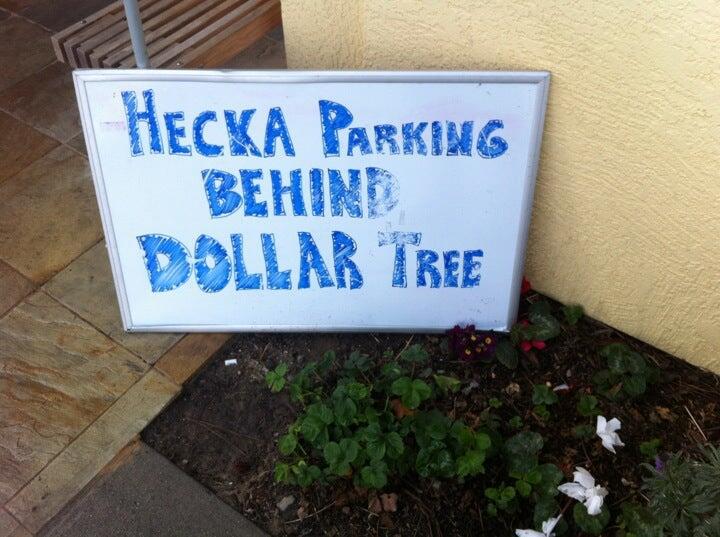 HECKA PARKING
BEHIND
DOLLAR TREE